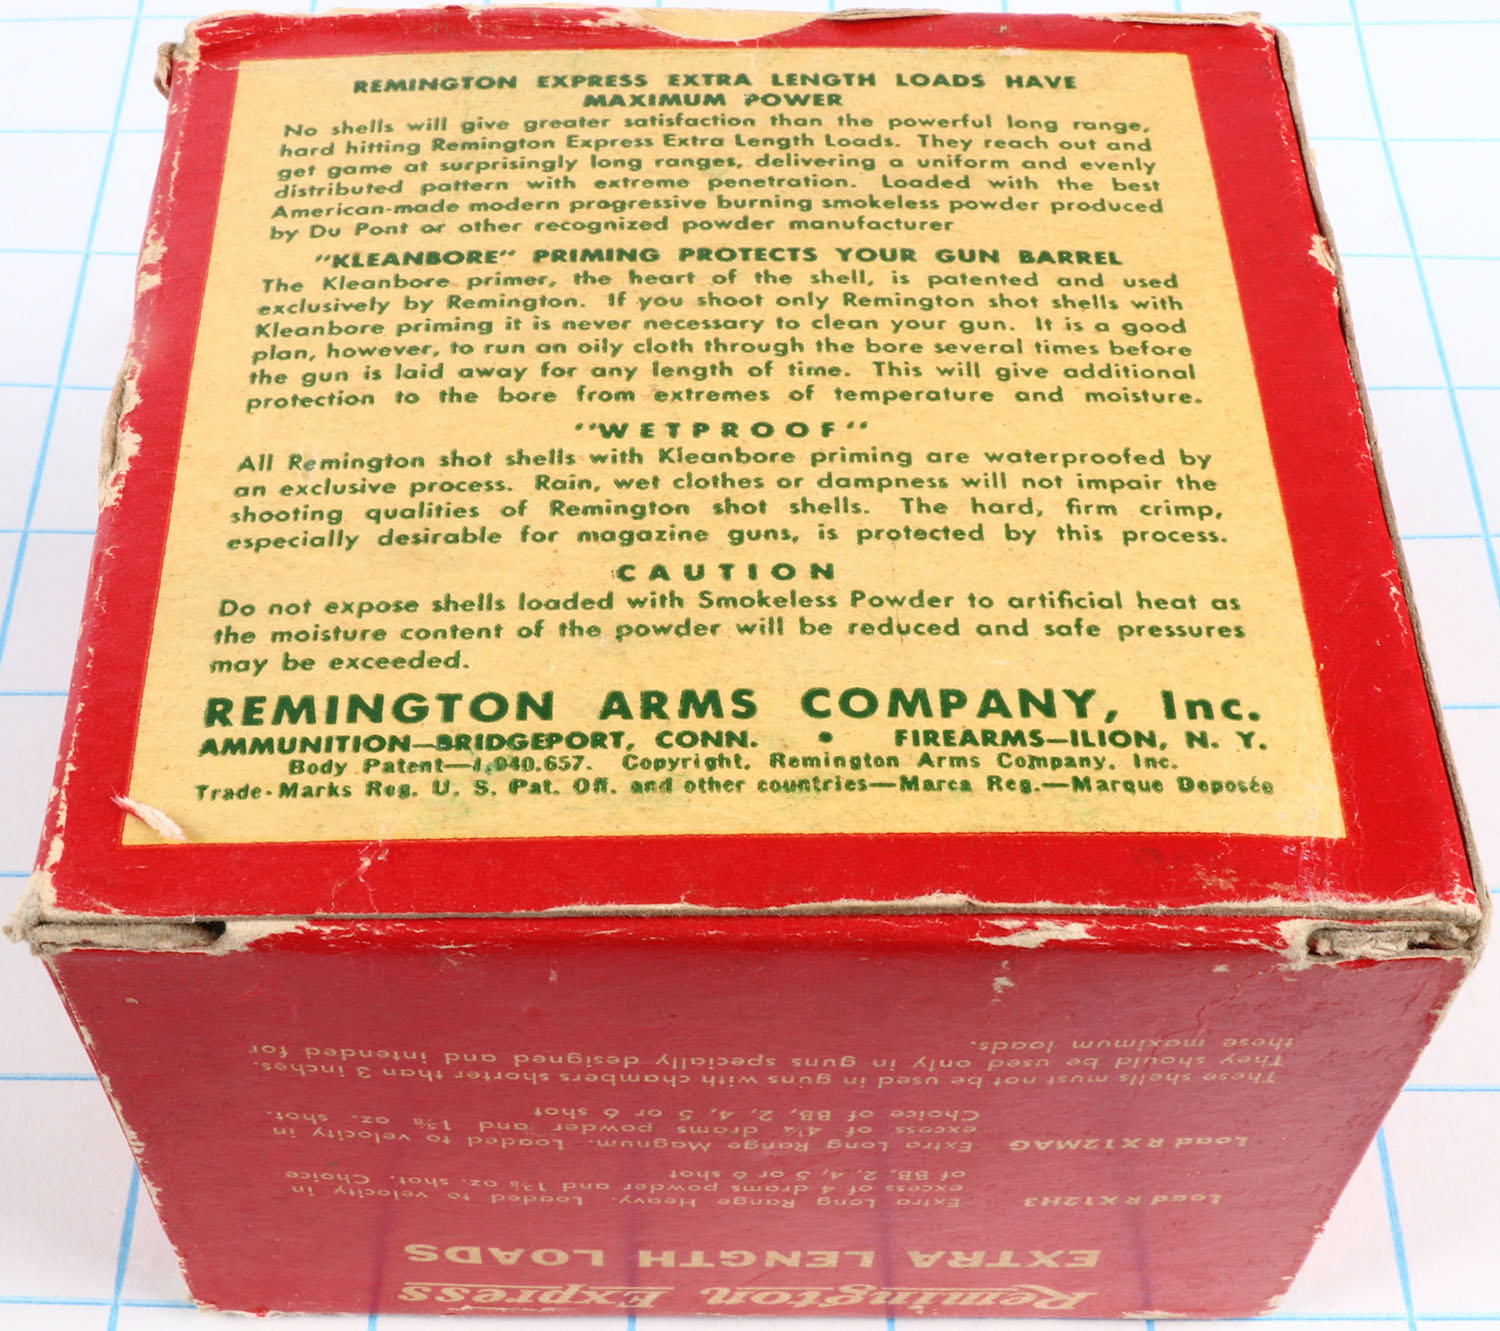 REMINGTON EXPRESS EXTRA LENGTH LOADS HAVE
MAXIMUM POWER
No shells will give greater satisfaction than the powerful long range,
hard hitting Remington Express Extra Length Loads. They reach out and
get game at surprisingly long ranges, delivering a uniform and evenly
distributed pattern with extreme penetration. Loaded with the best
American-made modern progressive burning smokeless powder produced
by Du Pont or other recognized powder manufacturer
"KLEANBORE" PRIMING PROTECTS YOUR GUN BARREL
The Kleanbore primer, the heart of the shell, is patented and used
exclusively by Remington. If you shoot only Remington shot shells with
Kleanbore priming it is never necessary to clean your gun. It is a good
plan, however, to run an oily cloth through the bore several times before
the gun is laid away for any length of time. This will give additional
protection to the bore from extremes of temperature and moisture.
"WETPROOF"
All Remington shot shells with Kleanbore priming are waterproofed by
an exclusive process. Rain, wet clothes or dampness will not impair the
shooting qualities of Remington shot shells. The hard, firm crimp,
especially desirable for magazine guns, is protected by this process.
CAUTION
Do not expose shells loaded with Smokeless Powder to artificial heat as
the moisture content of the powder will be reduced and safe pressures
may be exceeded.
REMINGTON ARMS COMPANY, Inc.
AMMUNITION—BRIDGEPORT, CONN. • FIREARMS—ILION, N. Y.
Body Patent—1,940,657. Copyright, Remington Arms Company, Inc.
Trade-Marks Reg. U. S. Pat. Off. and other countries—Marca Reg.—Marque Deposée
Remington Express
EXTRA LENGTH LOADS
Load RX12H3 Extra Long Range Heavy. Loaded to velocity in
excess of 4 drams powder and 1⅜ oz. shot. Choice
of BB, 2, 4, 5 or 6 shot
Load RX12MAG Extra Long Range Magnum. Loaded to velocity in
excess of 4¼ drams powder and 1⅝ oz. shot.
Choice of BB, 2, 4, 5 or 6 shot
These shells must not be used in guns with chambers shorter than 3 inches.
They should be used only in guns specially designed and intended for
these maximum loads.